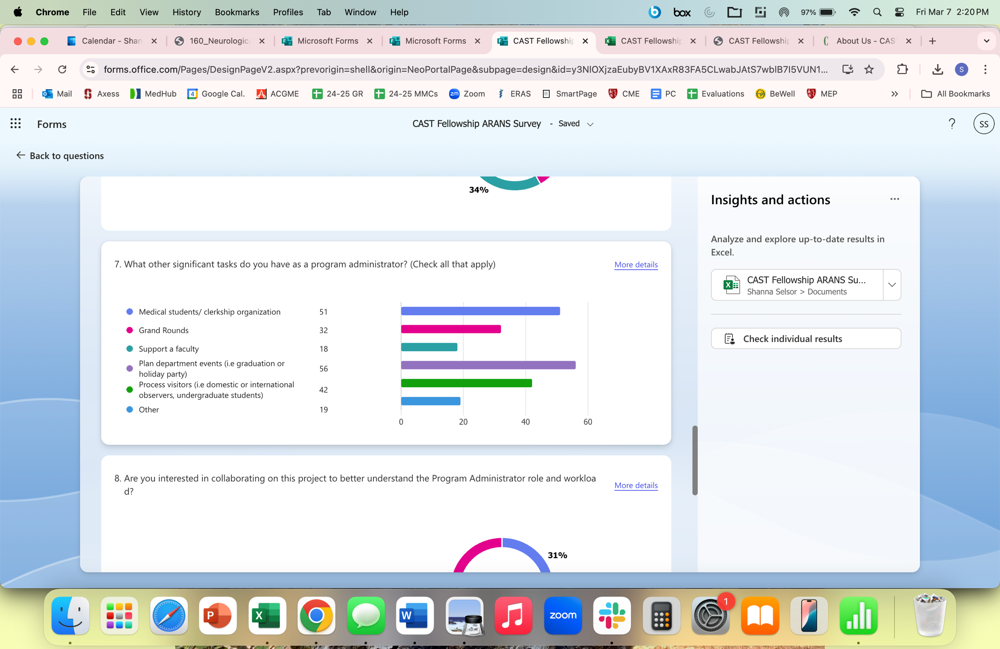 Chrome File Edit View History Bookmarks Profiles Tab Window Help box 97% Fri Mar 7 2:20 PM
Calendar - Shan 160_Neurologica Microsoft Forms Microsoft Forms CAST Fellowship CAST Fellowship CAST Fellowship About Us - CAS
forms.office.com/Pages/DesignPageV2.aspx?prevorigin=shell&origin=NeoPortalPage&subpage=design&id=y3NlOXjzaEubyBV1XAxR83FA5CLwabJAtS7wblB7I5VUN1... S
Mail Axess MedHub 4 Google Cal. ACGME 24-25 GR 24-25 MMCs zm Zoom ERAS SmartPage CME PC Evaluations BeWell MEP All Bookmarks
Forms CAST Fellowship ARANS Survey - Saved ? SS
Back to questions
34%
7. What other significant tasks do you have as a program administrator? (Check all that apply) More details
Medical students/ clerkship organization 51
Grand Rounds 32
Support a faculty 18
Plan department events (i.e graduation or
holiday party) 56
Process visitors (i.e domestic or international
observers, undergraduate students) 42
Other 19
0 20 40 60
8. Are you interested in collaborating on this project to better understand the Program Administrator role and workloa
d?
More details
31%
Insights and actions
Analyze and explore up-to-date results in
Excel.
CAST Fellowship ARANS Su...
Shanna Selsor > Documents
Check individual results
P X W zoom 1